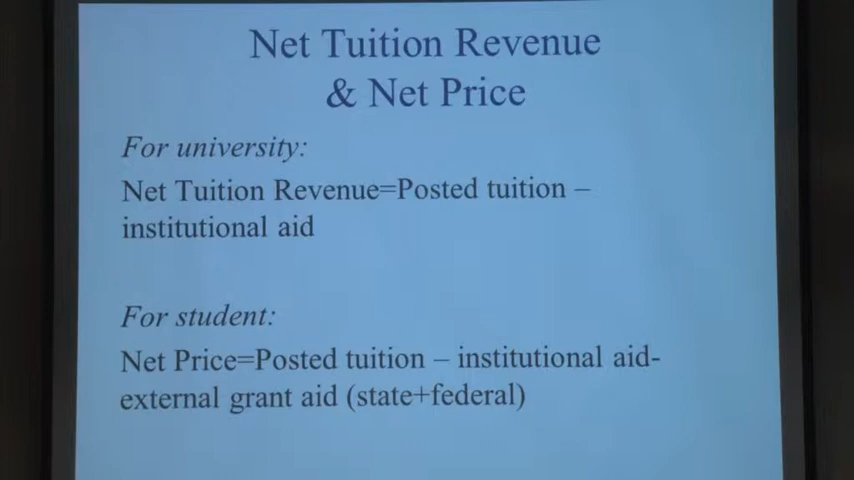 Net Tuition Revenue
& Net Price
For university:
Net Tuition Revenue=Posted tuition –
institutional aid
For student:
Net Price=Posted tuition – institutional aid-
external grant aid (state+federal)